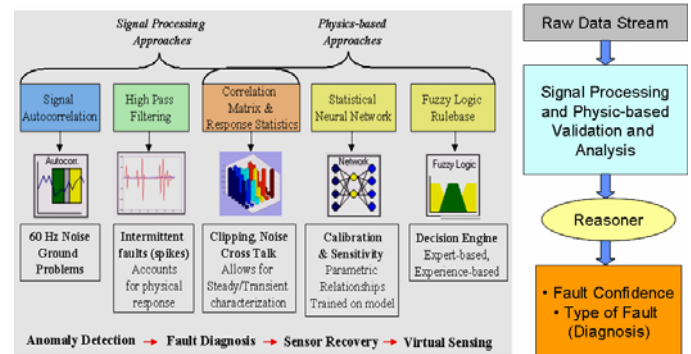 Signal Processing
Approaches
Physics-based
Approaches
Signal
Autocorrelation
High Pass
Filtering
Correlation
Matrix &
Response Statistics
Statistical
Neural Network
Fuzzy Logic
Rulebase
Autocorr.
Network
Fuzzy Logic
60 Hz Noise
Ground
Problems
Intermittent
faults (spikes)
Accounts
for physical
response
Clipping, Noise
Cross Talk
Allows for
Steady/Transient
characterization
Calibration
& Sensitivity
Parametric
Relationships
Trained on model
Decision Engine
Expert-based,
Experience-based
Anomaly Detection → Fault Diagnosis → Sensor Recovery → Virtual Sensing
Raw Data Stream
Signal Processing
and Physic-based
Validation and
Analysis
Reasoner
• Fault Confidence
• Type of Fault
(Diagnosis)